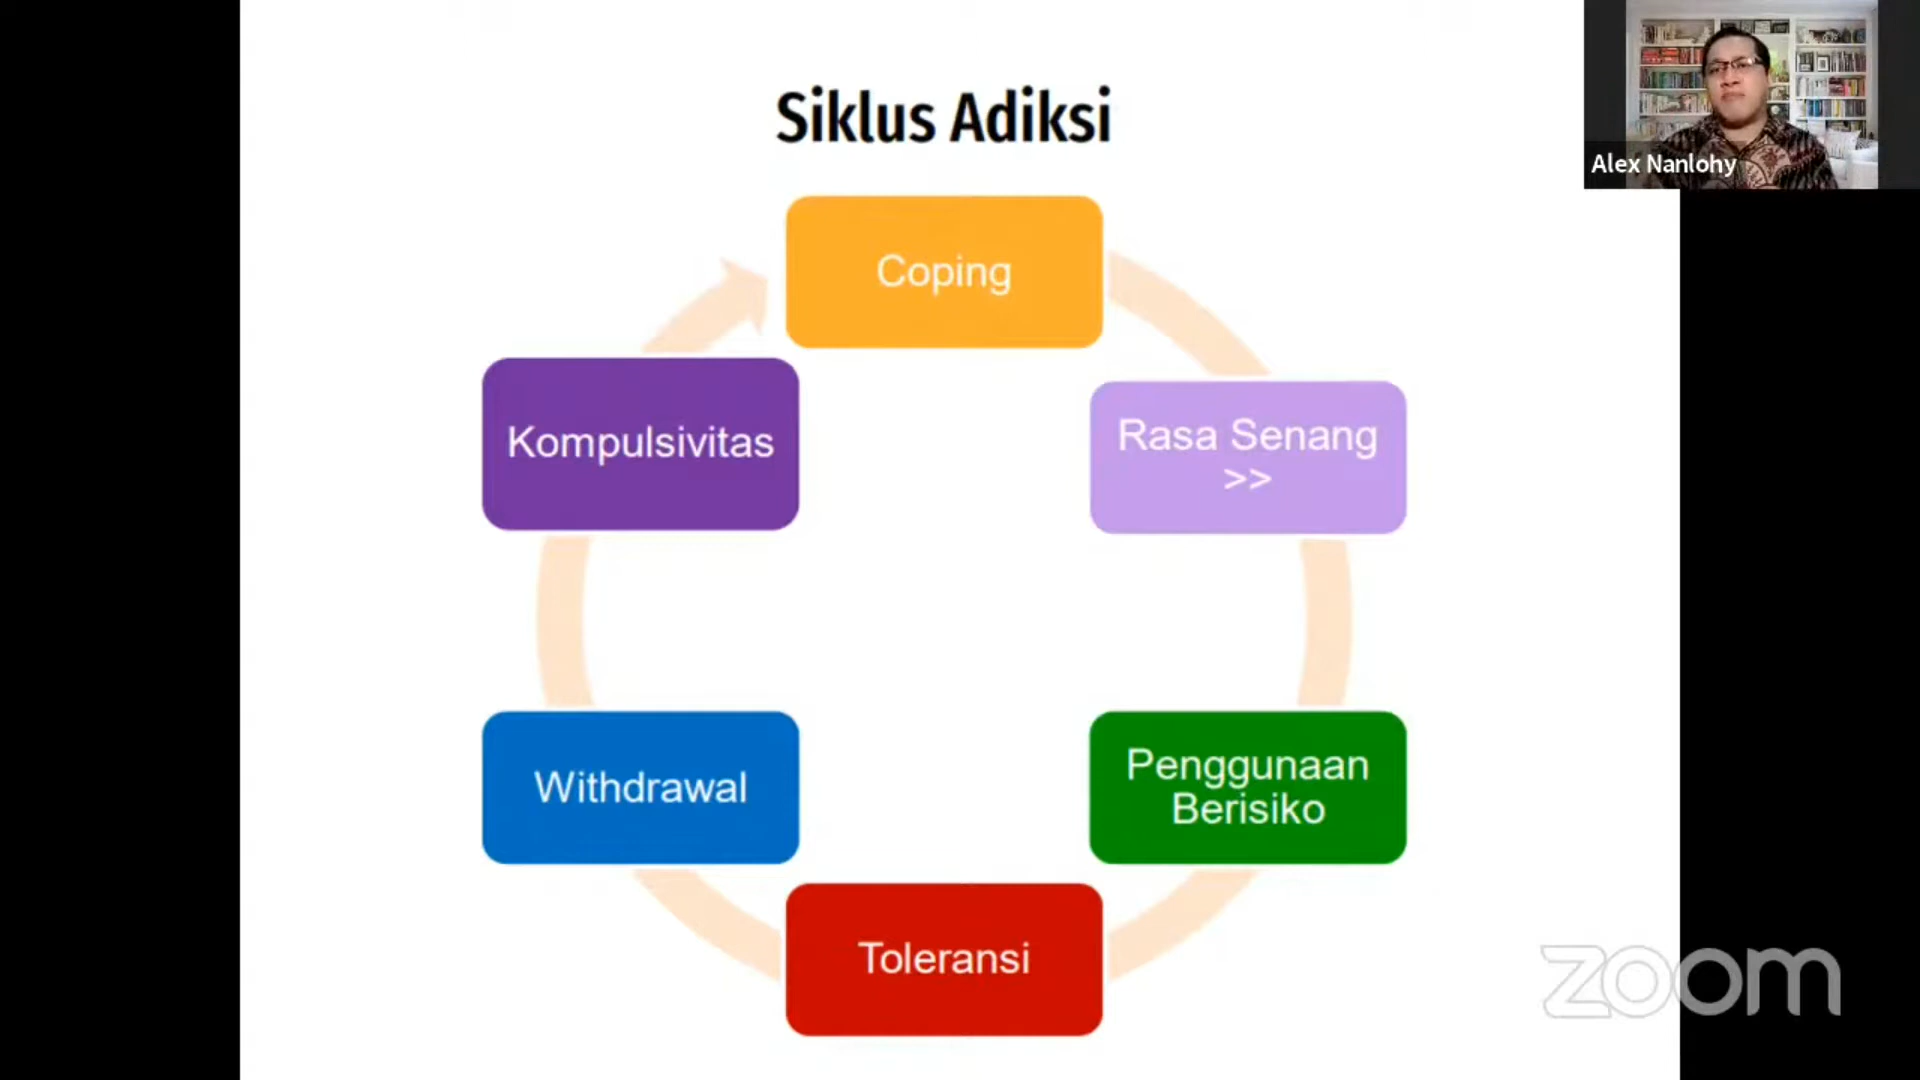 Siklus Adiksi
Alex Nanlohy
Coping
Rasa Senang
>>
Penggunaan
Berisiko
Toleransi
Withdrawal
Kompulsivitas
zoom